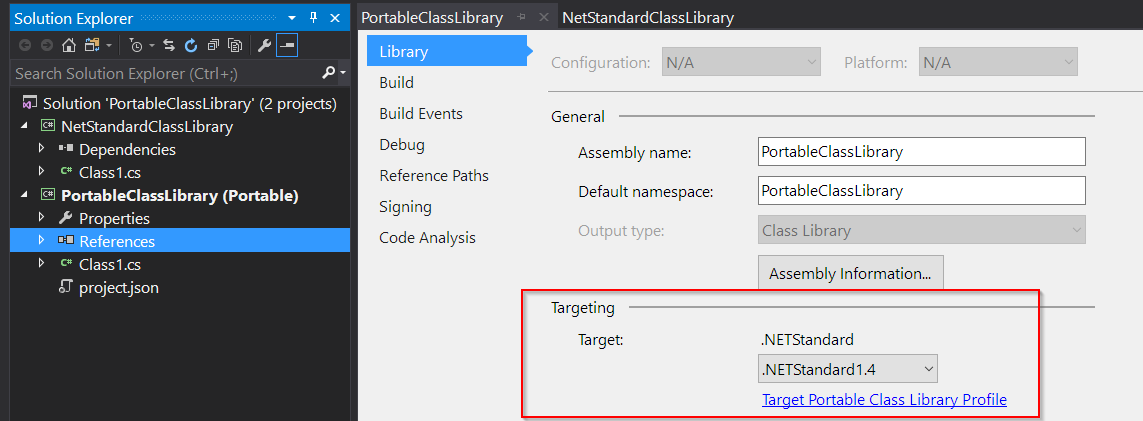 Solution Explorer
Search Solution Explorer (Ctrl+;)
Solution 'PortableClassLibrary' (2 projects)
NetStandardClassLibrary
Dependencies
C# Class1.cs
PortableClassLibrary (Portable)
Properties
References
C# Class1.cs
project.json
PortableClassLibrary
NetStandardClassLibrary
Library
Build
Build Events
Debug
Reference Paths
Signing
Code Analysis
Configuration: N/A
Platform: N/A
General
Assembly name: PortableClassLibrary
Default namespace: PortableClassLibrary
Output type: Class Library
Assembly Information...
Targeting
Target: .NETStandard
.NETStandard1.4
Target Portable Class Library Profile